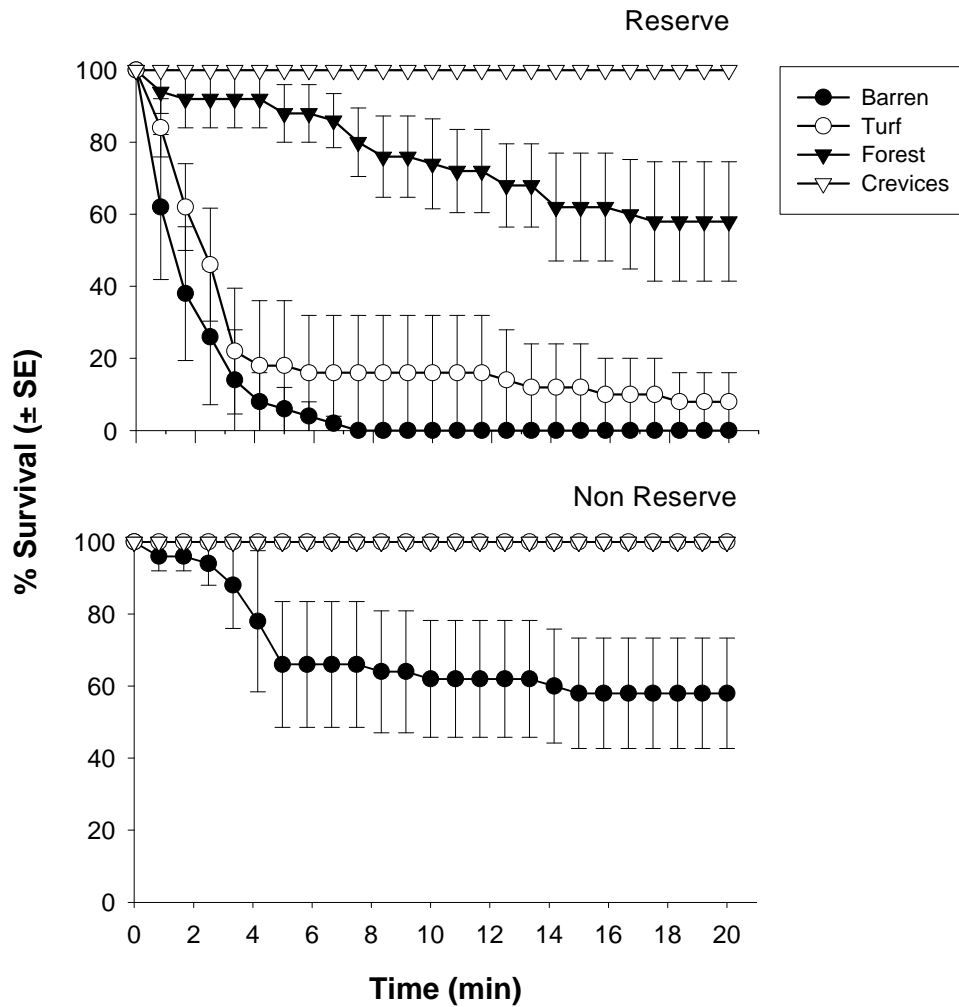 Reserve
100
80
60
40
20
0
Barren
Turf
Forest
Crevices
% Survival (± SE)
Non Reserve
100
80
60
40
20
0
0 2 4 6 8 10 12 14 16 18 20
Time (min)